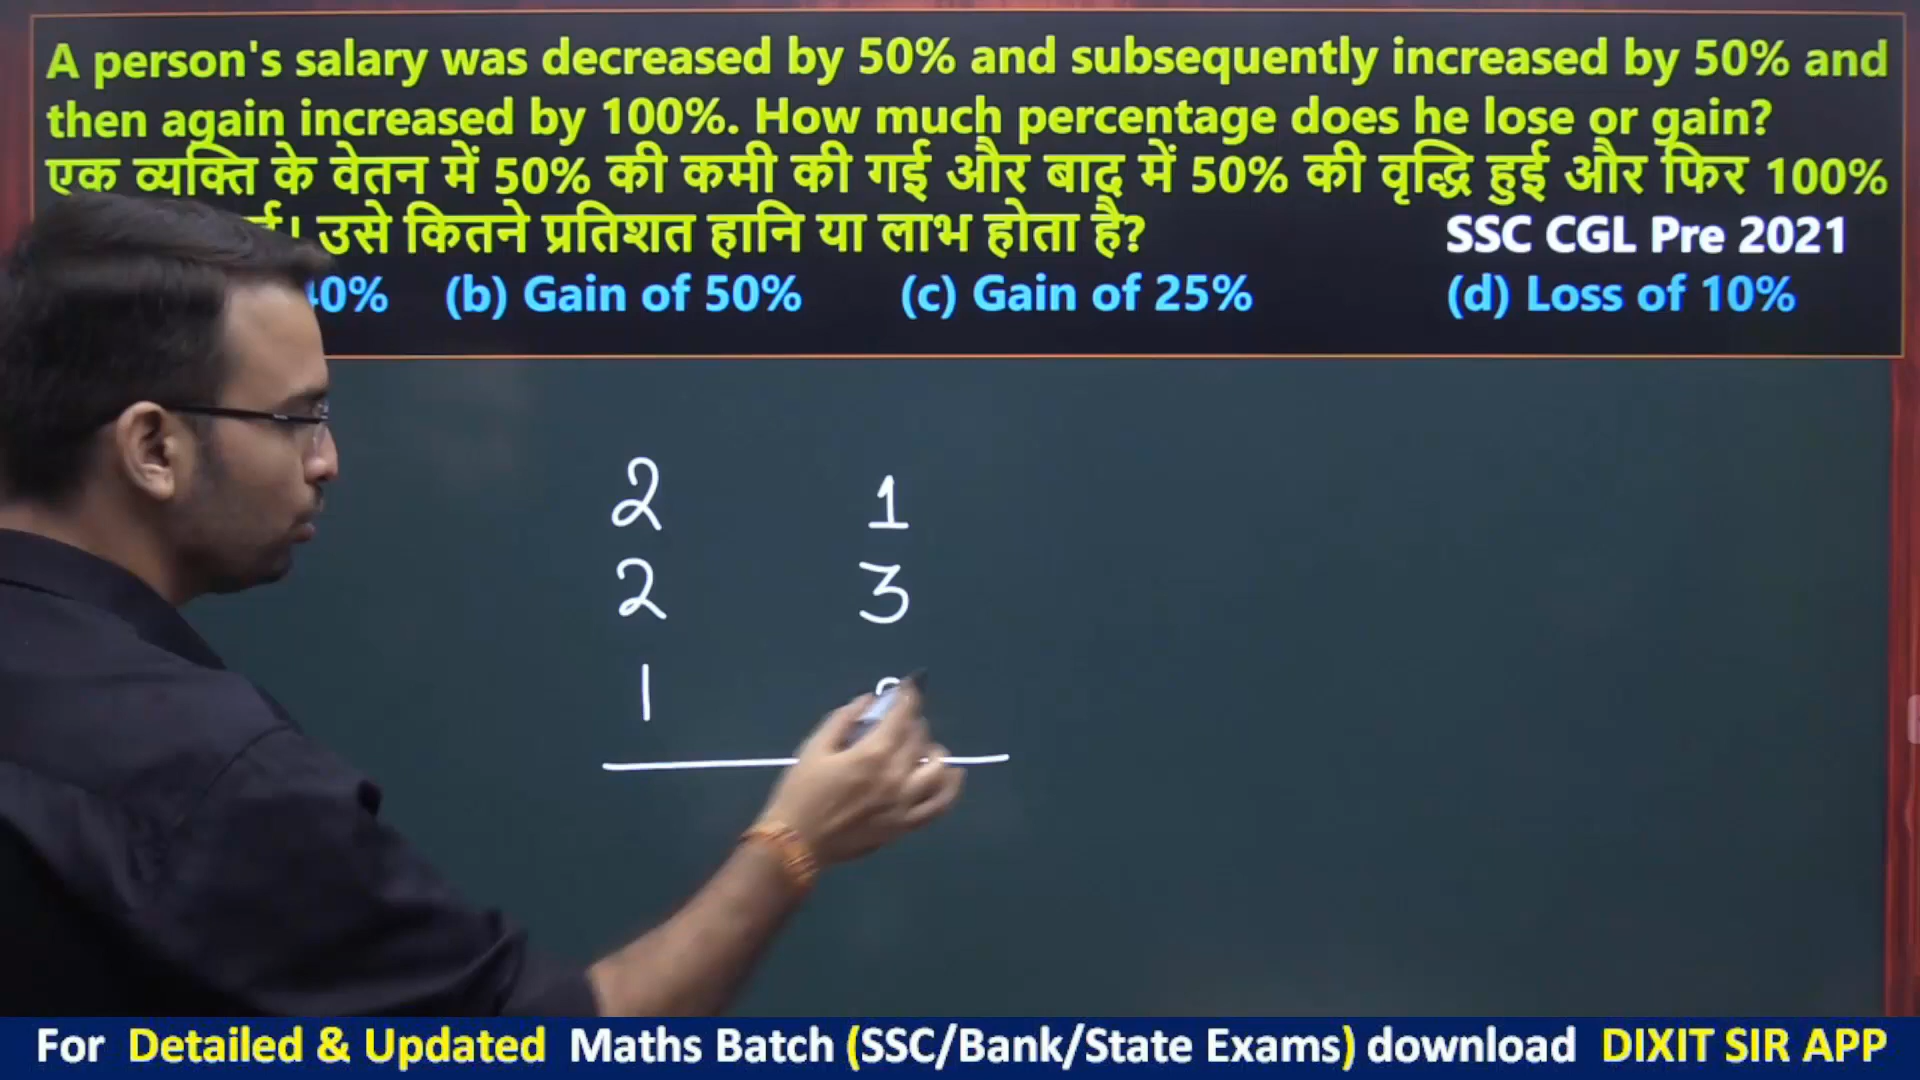 A person's salary was decreased by 50% and subsequently increased by 50% and
then again increased by 100%. How much percentage does he lose or gain?
एक व्यक्ति के वेतन में 50% की कमी की गई और बाद में 50% की वृद्धि हुई और फिर 100%
उसे कितने प्रतिशत हानि या लाभ होता है?
SSC CGL Pre 2021
(b) Gain of 50% (c) Gain of 25% (d) Loss of 10%
2 1
2 3
1
For Detailed & Updated Maths Batch (SSC/Bank/State Exams) download DIXIT SIR APP